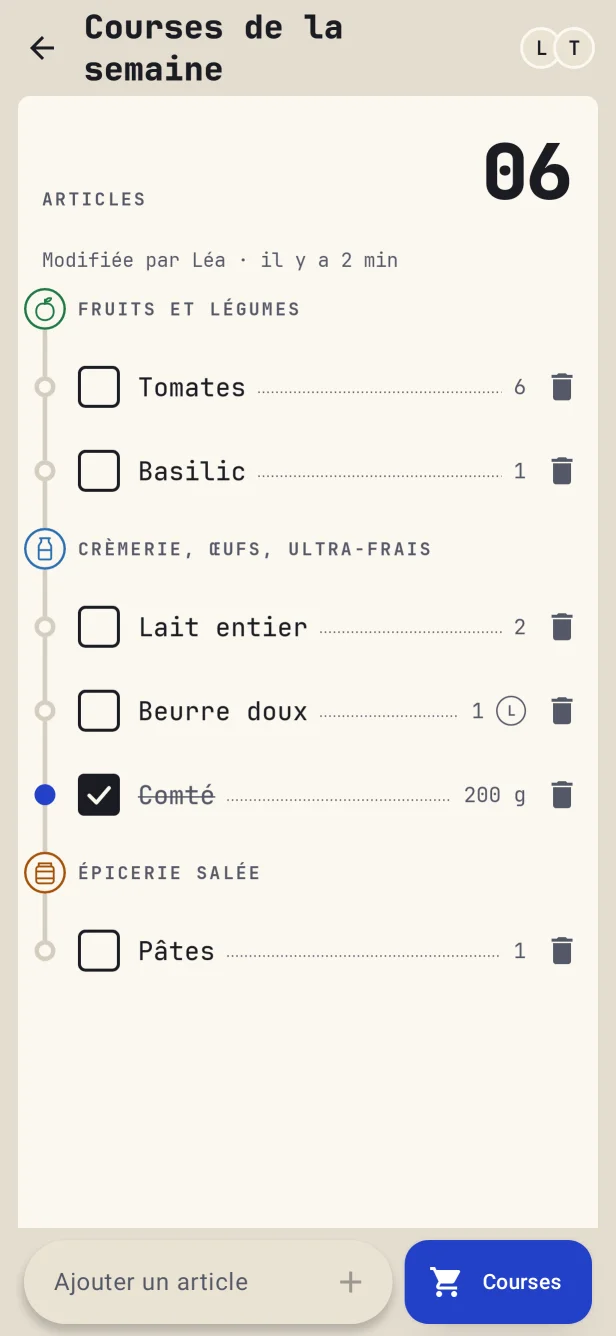 Courses de la
semaine
L T
06
ARTICLES
Modifiée par Léa · il y a 2 min
FRUITS ET LÉGUMES
Tomates 6
Basilic 1
CRÈMERIE, ŒUFS, ULTRA-FRAIS
Lait entier 2
Beurre doux 1 L
Comté 200 g
ÉPICERIE SALÉE
Pâtes 1
Ajouter un article +
Courses